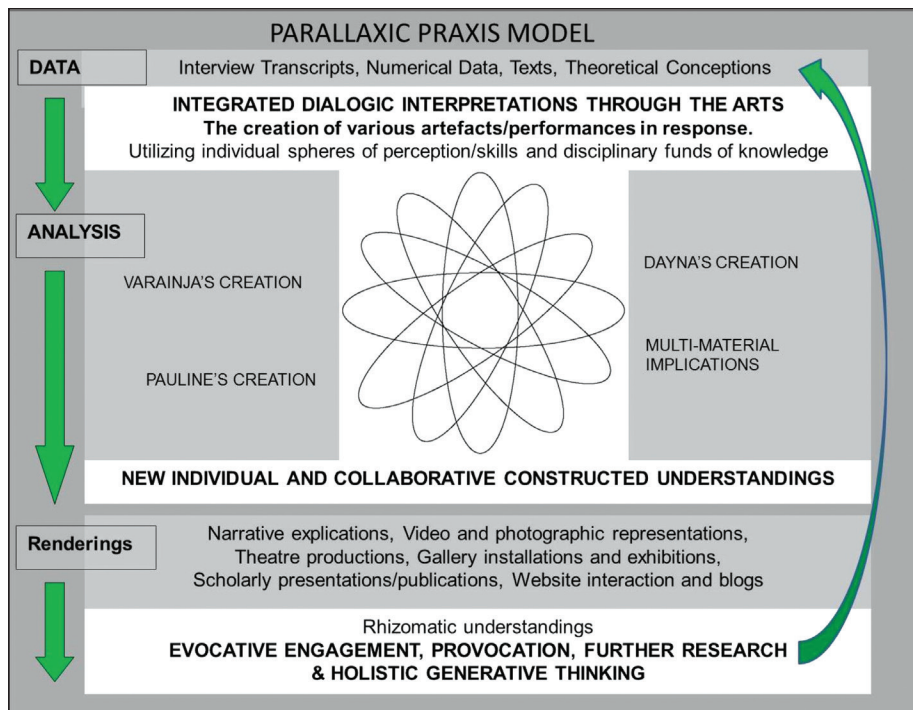 PARALLAXIC PRAXIS MODEL
DATA
Interview Transcripts, Numerical Data, Texts, Theoretical Conceptions
INTEGRATED DIALOGIC INTERPRETATIONS THROUGH THE ARTS
The creation of various artefacts/performances in response.
Utilizing individual spheres of perception/skills and disciplinary funds of knowledge
ANALYSIS
VARAINJA'S CREATION
PAULINE'S CREATION
DAYNA'S CREATION
MULTI-MATERIAL
IMPLICATIONS
NEW INDIVIDUAL AND COLLABORATIVE CONSTRUCTED UNDERSTANDINGS
Renderings
Narrative explications, Video and photographic representations,
Theatre productions, Gallery installations and exhibitions,
Scholarly presentations/publications, Website interaction and blogs
Rhizomatic understandings
EVOCATIVE ENGAGEMENT, PROVOCATION, FURTHER RESEARCH
& HOLISTIC GENERATIVE THINKING